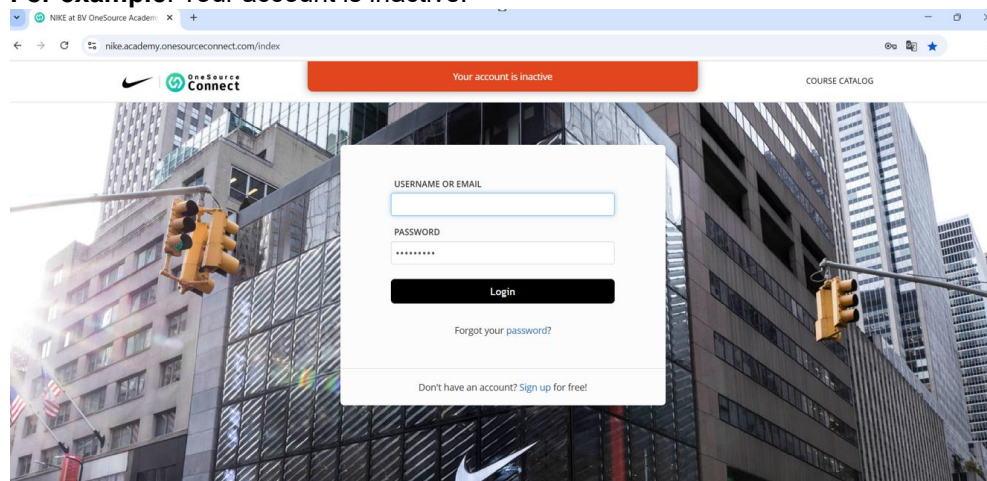 For example: Your account is inactive.
NIKE at BV OneSource Academ
nike.academy.onesourceconnect.com/index
OneSource
Connect
Your account is inactive
COURSE CATALOG
USERNAME OR EMAIL
PASSWORD
•••••••••
Login
Forgot your password?
Don't have an account? Sign up for free!